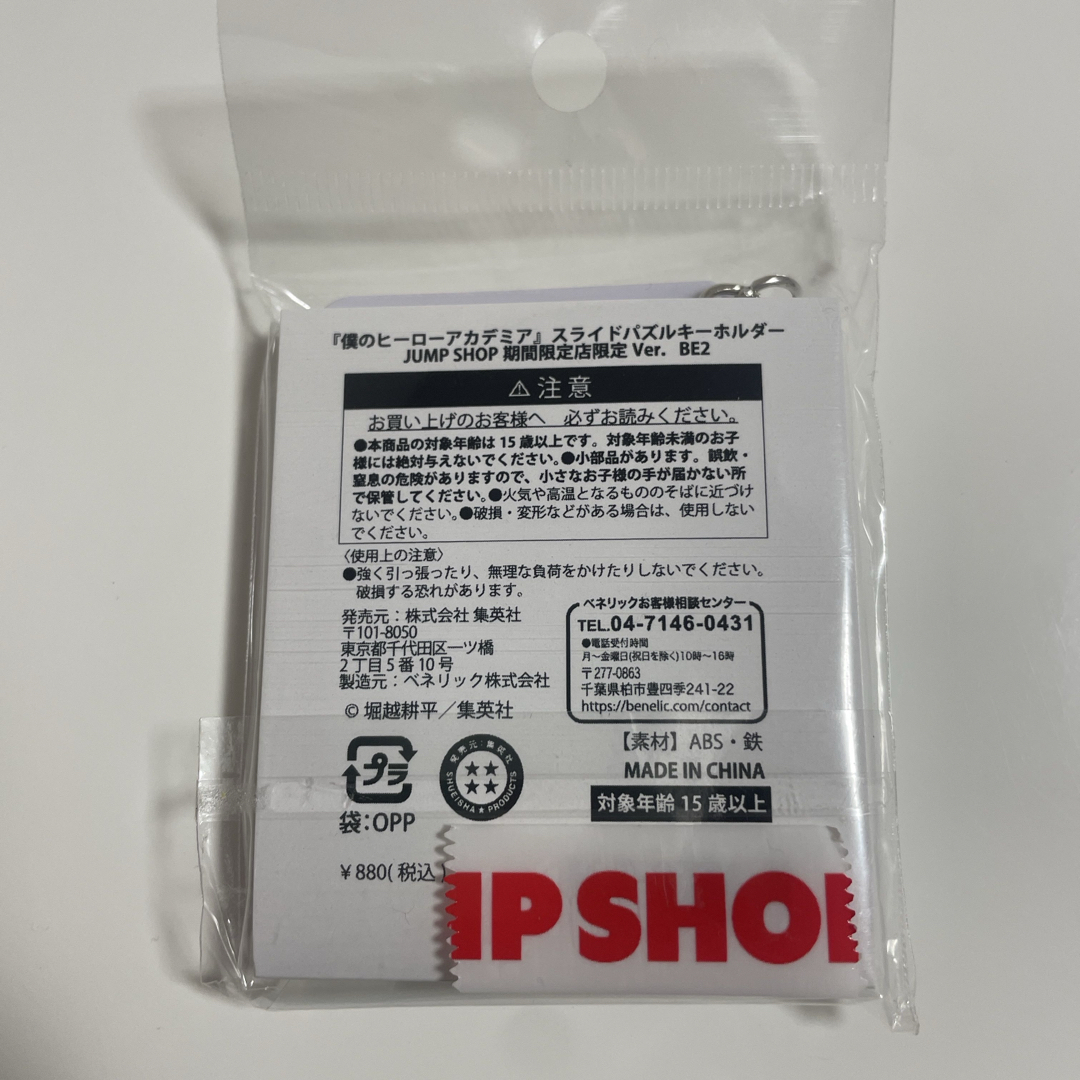 『僕のヒーローアカデミア』スライドパズルキーホルダー
JUMP SHOP 期間限定店限定 Ver. BE2
⚠注意
お買い上げのお客様へ 必ずお読みください。
●本商品の対象年齢は15歳以上です。対象年齢未満のお子
様には絶対与えないでください。●小部品があります。誤飲・
窒息の危険がありますので、小さなお子様の手が届かない所
で保管してください。●火気や高温となるもののそばに近づけ
ないでください。●破損・変形などがある場合は、使用しない
でください。
〈使用上の注意〉
●強く引っ張ったり、無理な負荷をかけたりしないでください。
破損する恐れがあります。
発売元：株式会社 集英社
〒101-8050
東京都千代田区一ツ橋
2丁目5番10号
製造元：ベネリック株式会社
© 堀越耕平／集英社
ベネリックお客様相談センター
TEL.04-7146-0431
●電話受付時間
月～金曜日(祝日を除く)10時～16時
〒277-0863
千葉県柏市豊四季241-22
https://benelic.com/contact
プラ
袋：OPP
発売元：集英社
SHUEISHA★PRODUCTS
【素材】ABS・鉄
MADE IN CHINA
対象年齢15歳以上
¥880(税込)
MP SHOP